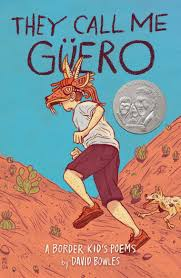 THEY CALL ME
GÜERO
A BORDER KID'S POEMS
by DAVID BOWLES